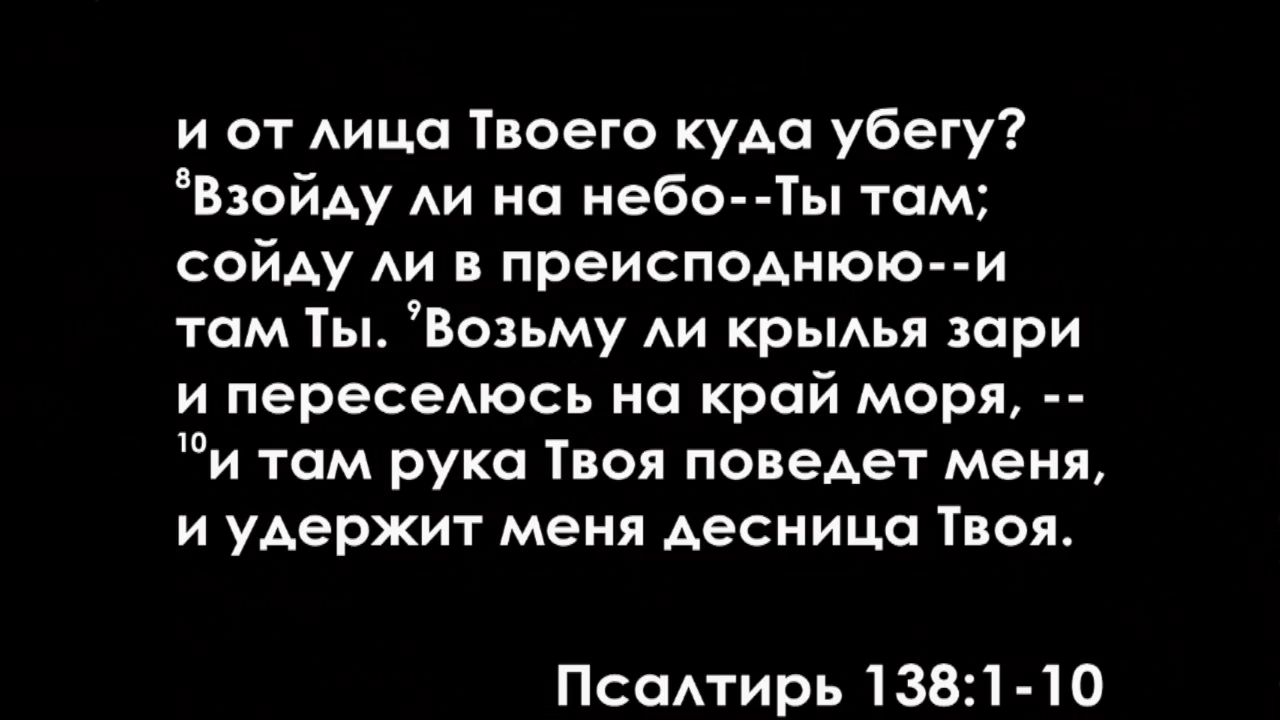 и от лица Твоего куда убегу?
⁸Взойду ли на небо--Ты там;
сойду ли в преисподнюю--и
там Ты. ⁹Возьму ли крылья зари
и переселюсь на край моря, --
¹⁰и там рука Твоя поведет меня,
и удержит меня десница Твоя.
Псалтирь 138:1-10